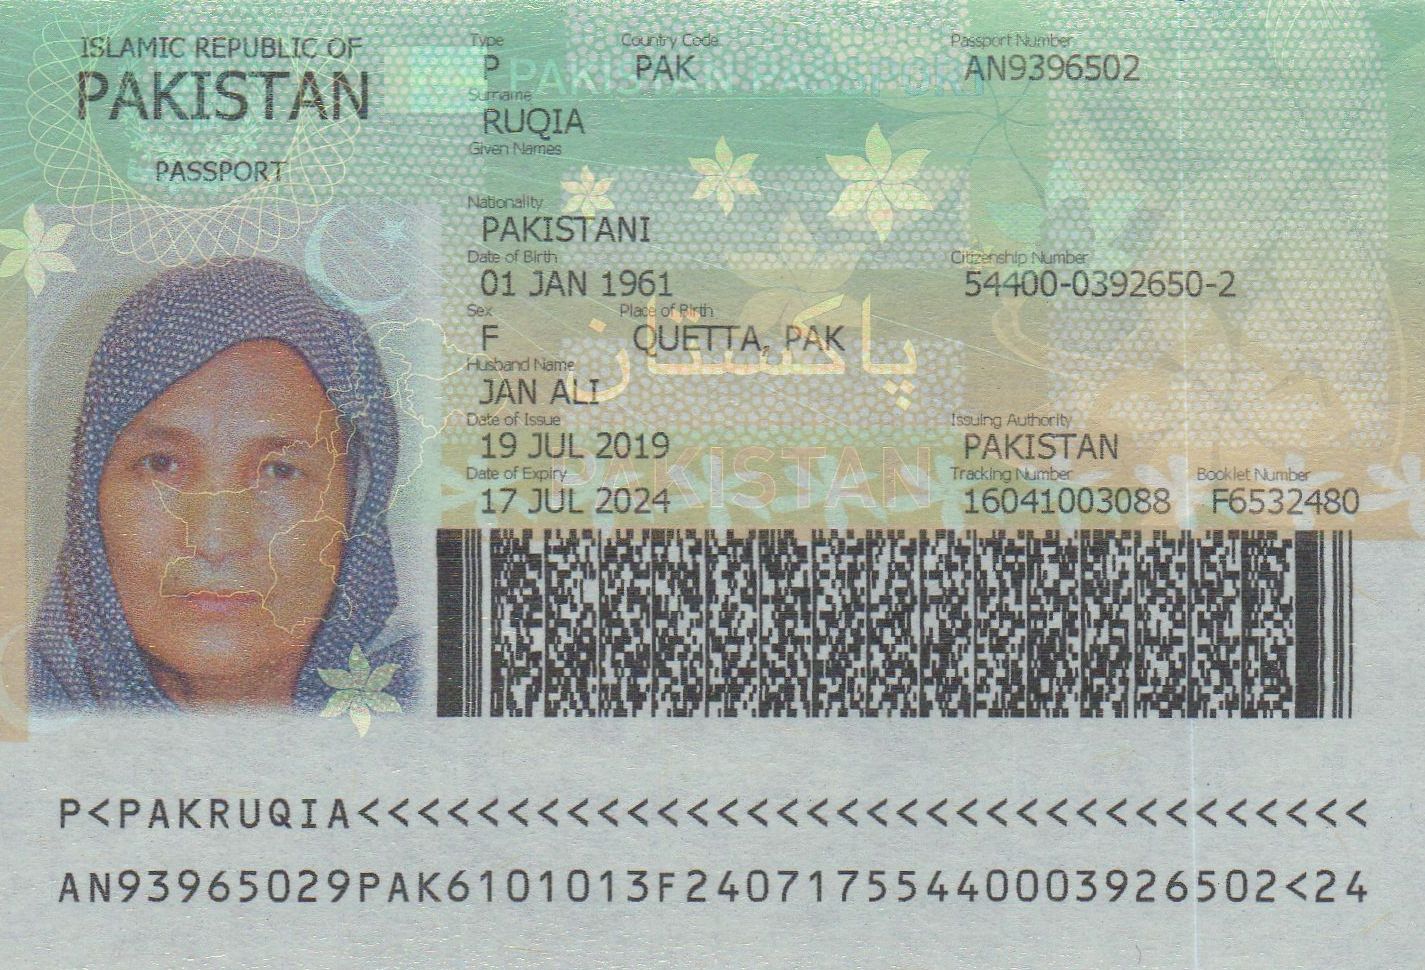 ISLAMIC REPUBLIC OF
PAKISTAN
PASSPORT
Type Country Code Passport Number
P PAK AN9396502
PAKISTAN PASSPORT
Surname
RUQIA
Given Names
Nationality
PAKISTANI
Date of Birth Citizenship Number
01 JAN 1961 54400-0392650-2
Sex Place of Birth
F QUETTA, PAK
پاکستان
Husband Name
JAN ALI
Date of Issue Issuing Authority
19 JUL 2019 PAKISTAN
PAKISTAN
Date of Expiry Tracking Number Booklet Number
17 JUL 2024 16041003088 F6532480
P<PAKRUQIA<<<<<<<<<<<<<<<<<<<<<<<<<<<<<<<<<<
AN93965029PAK6101013F24071755440003926502<24